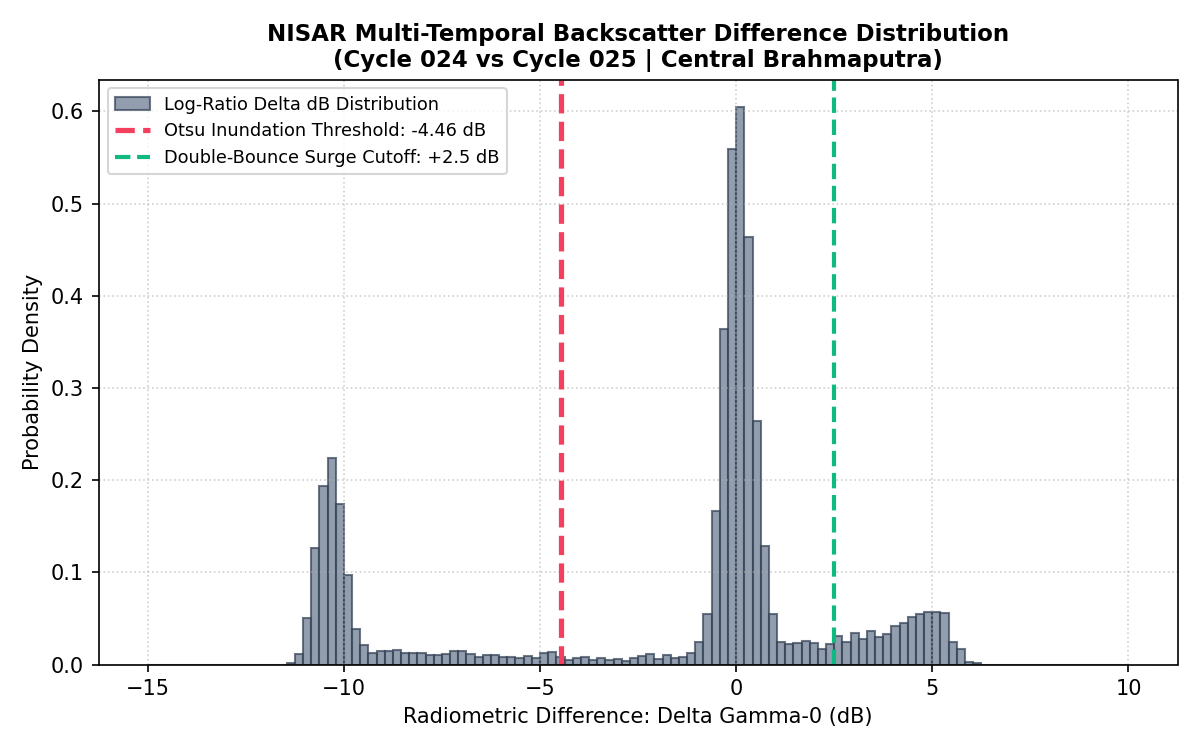 NISAR Multi-Temporal Backscatter Difference Distribution
(Cycle 024 vs Cycle 025 | Central Brahmaputra)
Log-Ratio Delta dB Distribution
Otsu Inundation Threshold: -4.46 dB
Double-Bounce Surge Cutoff: +2.5 dB
Probability Density
0.6
0.5
0.4
0.3
0.2
0.1
0.0
−15 −10 −5 0 5 10
Radiometric Difference: Delta Gamma-0 (dB)